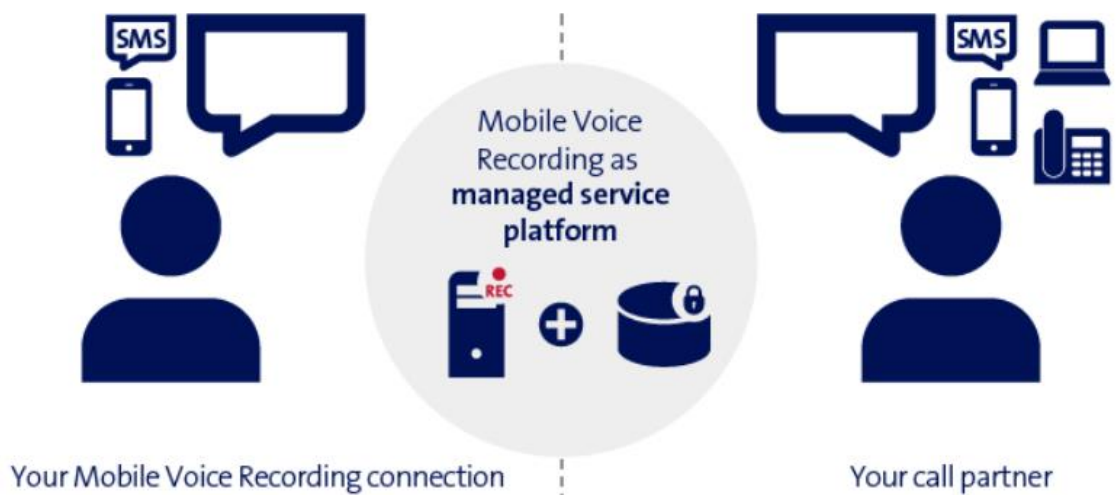 SMS
SMS
Mobile Voice
Recording as
managed service
platform
REC
Your Mobile Voice Recording connection
Your call partner